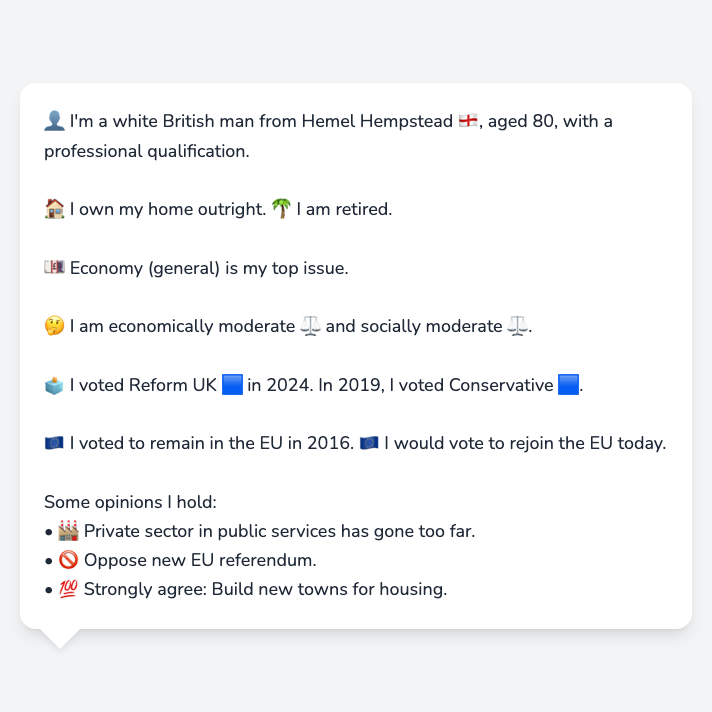 👤 I'm a white British man from Hemel Hempstead 🏴󠁧󠁢󠁥󠁮󠁧󠁿, aged 80, with a
professional qualification.
🏠 I own my home outright. 🌴 I am retired.
💷 Economy (general) is my top issue.
🤔 I am economically moderate ⚖️ and socially moderate ⚖️.
🗳️ I voted Reform UK 🟦 in 2024. In 2019, I voted Conservative 🟦.
🇪🇺 I voted to remain in the EU in 2016. 🇪🇺 I would vote to rejoin the EU today.
Some opinions I hold:
• 🏭 Private sector in public services has gone too far.
• 🚫 Oppose new EU referendum.
• 💯 Strongly agree: Build new towns for housing.